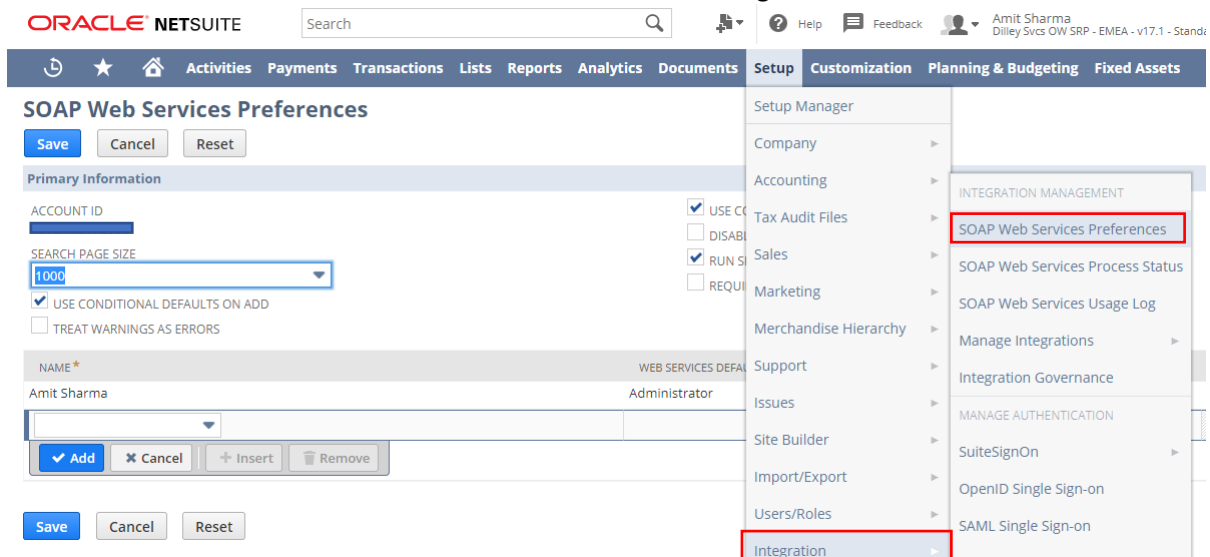 ORACLE NETSUITE
Search
Help
Feedback
Amit Sharma
Dilley Svcs OW SRP - EMEA - v17.1 -
Activities Payments Transactions Lists Reports Analytics Documents Setup Customization Planning & Budgeting Fixed Assets
SOAP Web Services Preferences
Save Cancel Reset
Primary Information
ACCOUNT ID
SEARCH PAGE SIZE
1000
USE CONDITIONAL DEFAULTS ON ADD
TREAT WARNINGS AS ERRORS
USE
RUN
NAME *
WEB SERVICES
Amit Sharma
Administrator
Add Cancel Insert Remove
Save Cancel Reset
Setup Manager
Company
Accounting
Tax Audit Files
Sales
Marketing
Merchandise Hierarchy
Support
Issues
Site Builder
Import/Export
Users/Roles
Integration
INTEGRATION MANAGEMENT
SOAP Web Services Preferences
SOAP Web Services Process Status
SOAP Web Services Usage Log
Manage Integrations
Integration Governance
MANAGE AUTHENTICATION
SuiteSignOn
OpenID Single Sign-on
SAML Single Sign-on